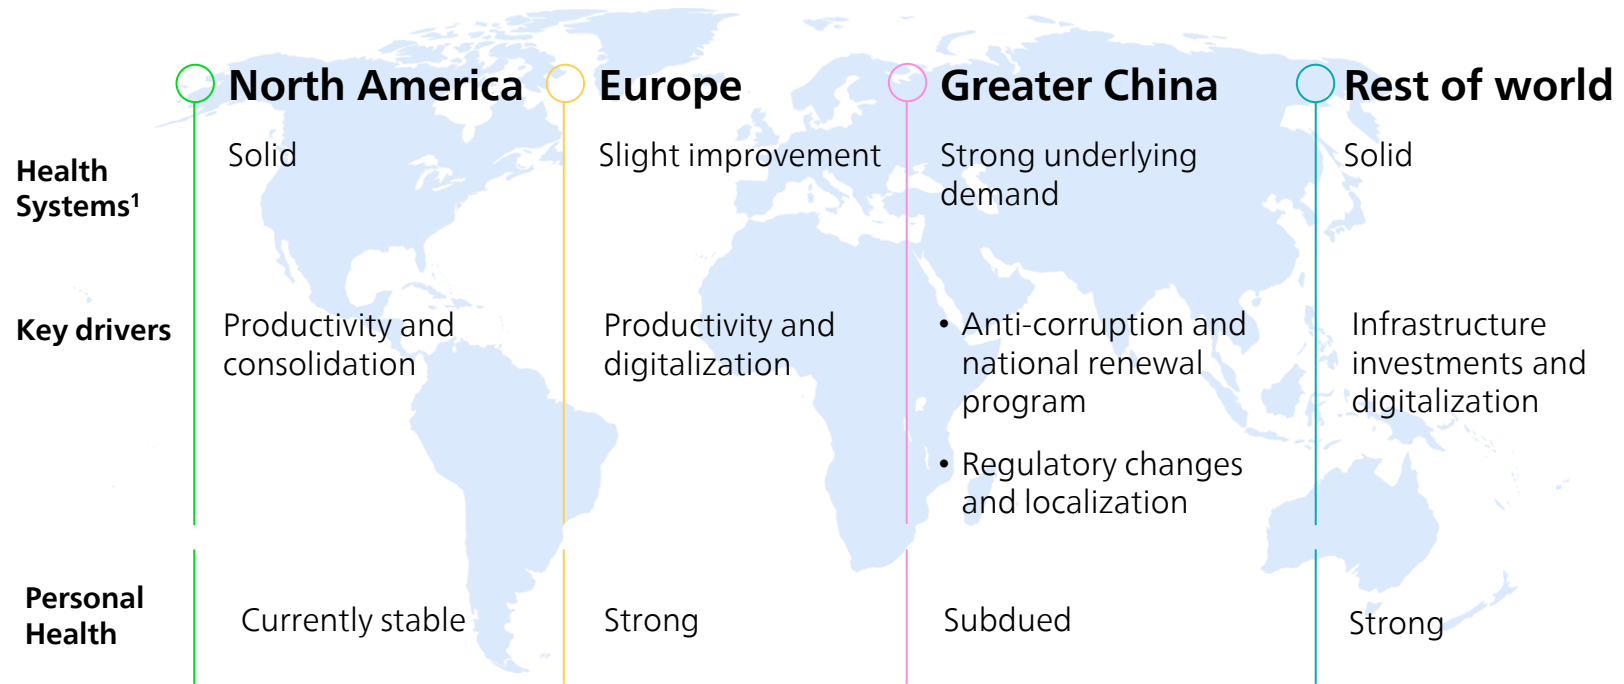 North America
Europe
Greater China
Rest of world
Health
Systems¹
Solid
Slight improvement
Strong underlying
demand
Solid
Key drivers
Productivity and
consolidation
Productivity and
digitalization
• Anti-corruption and
national renewal
program
• Regulatory changes
and localization
Infrastructure
investments and
digitalization
Personal
Health
Currently stable
Strong
Subdued
Strong